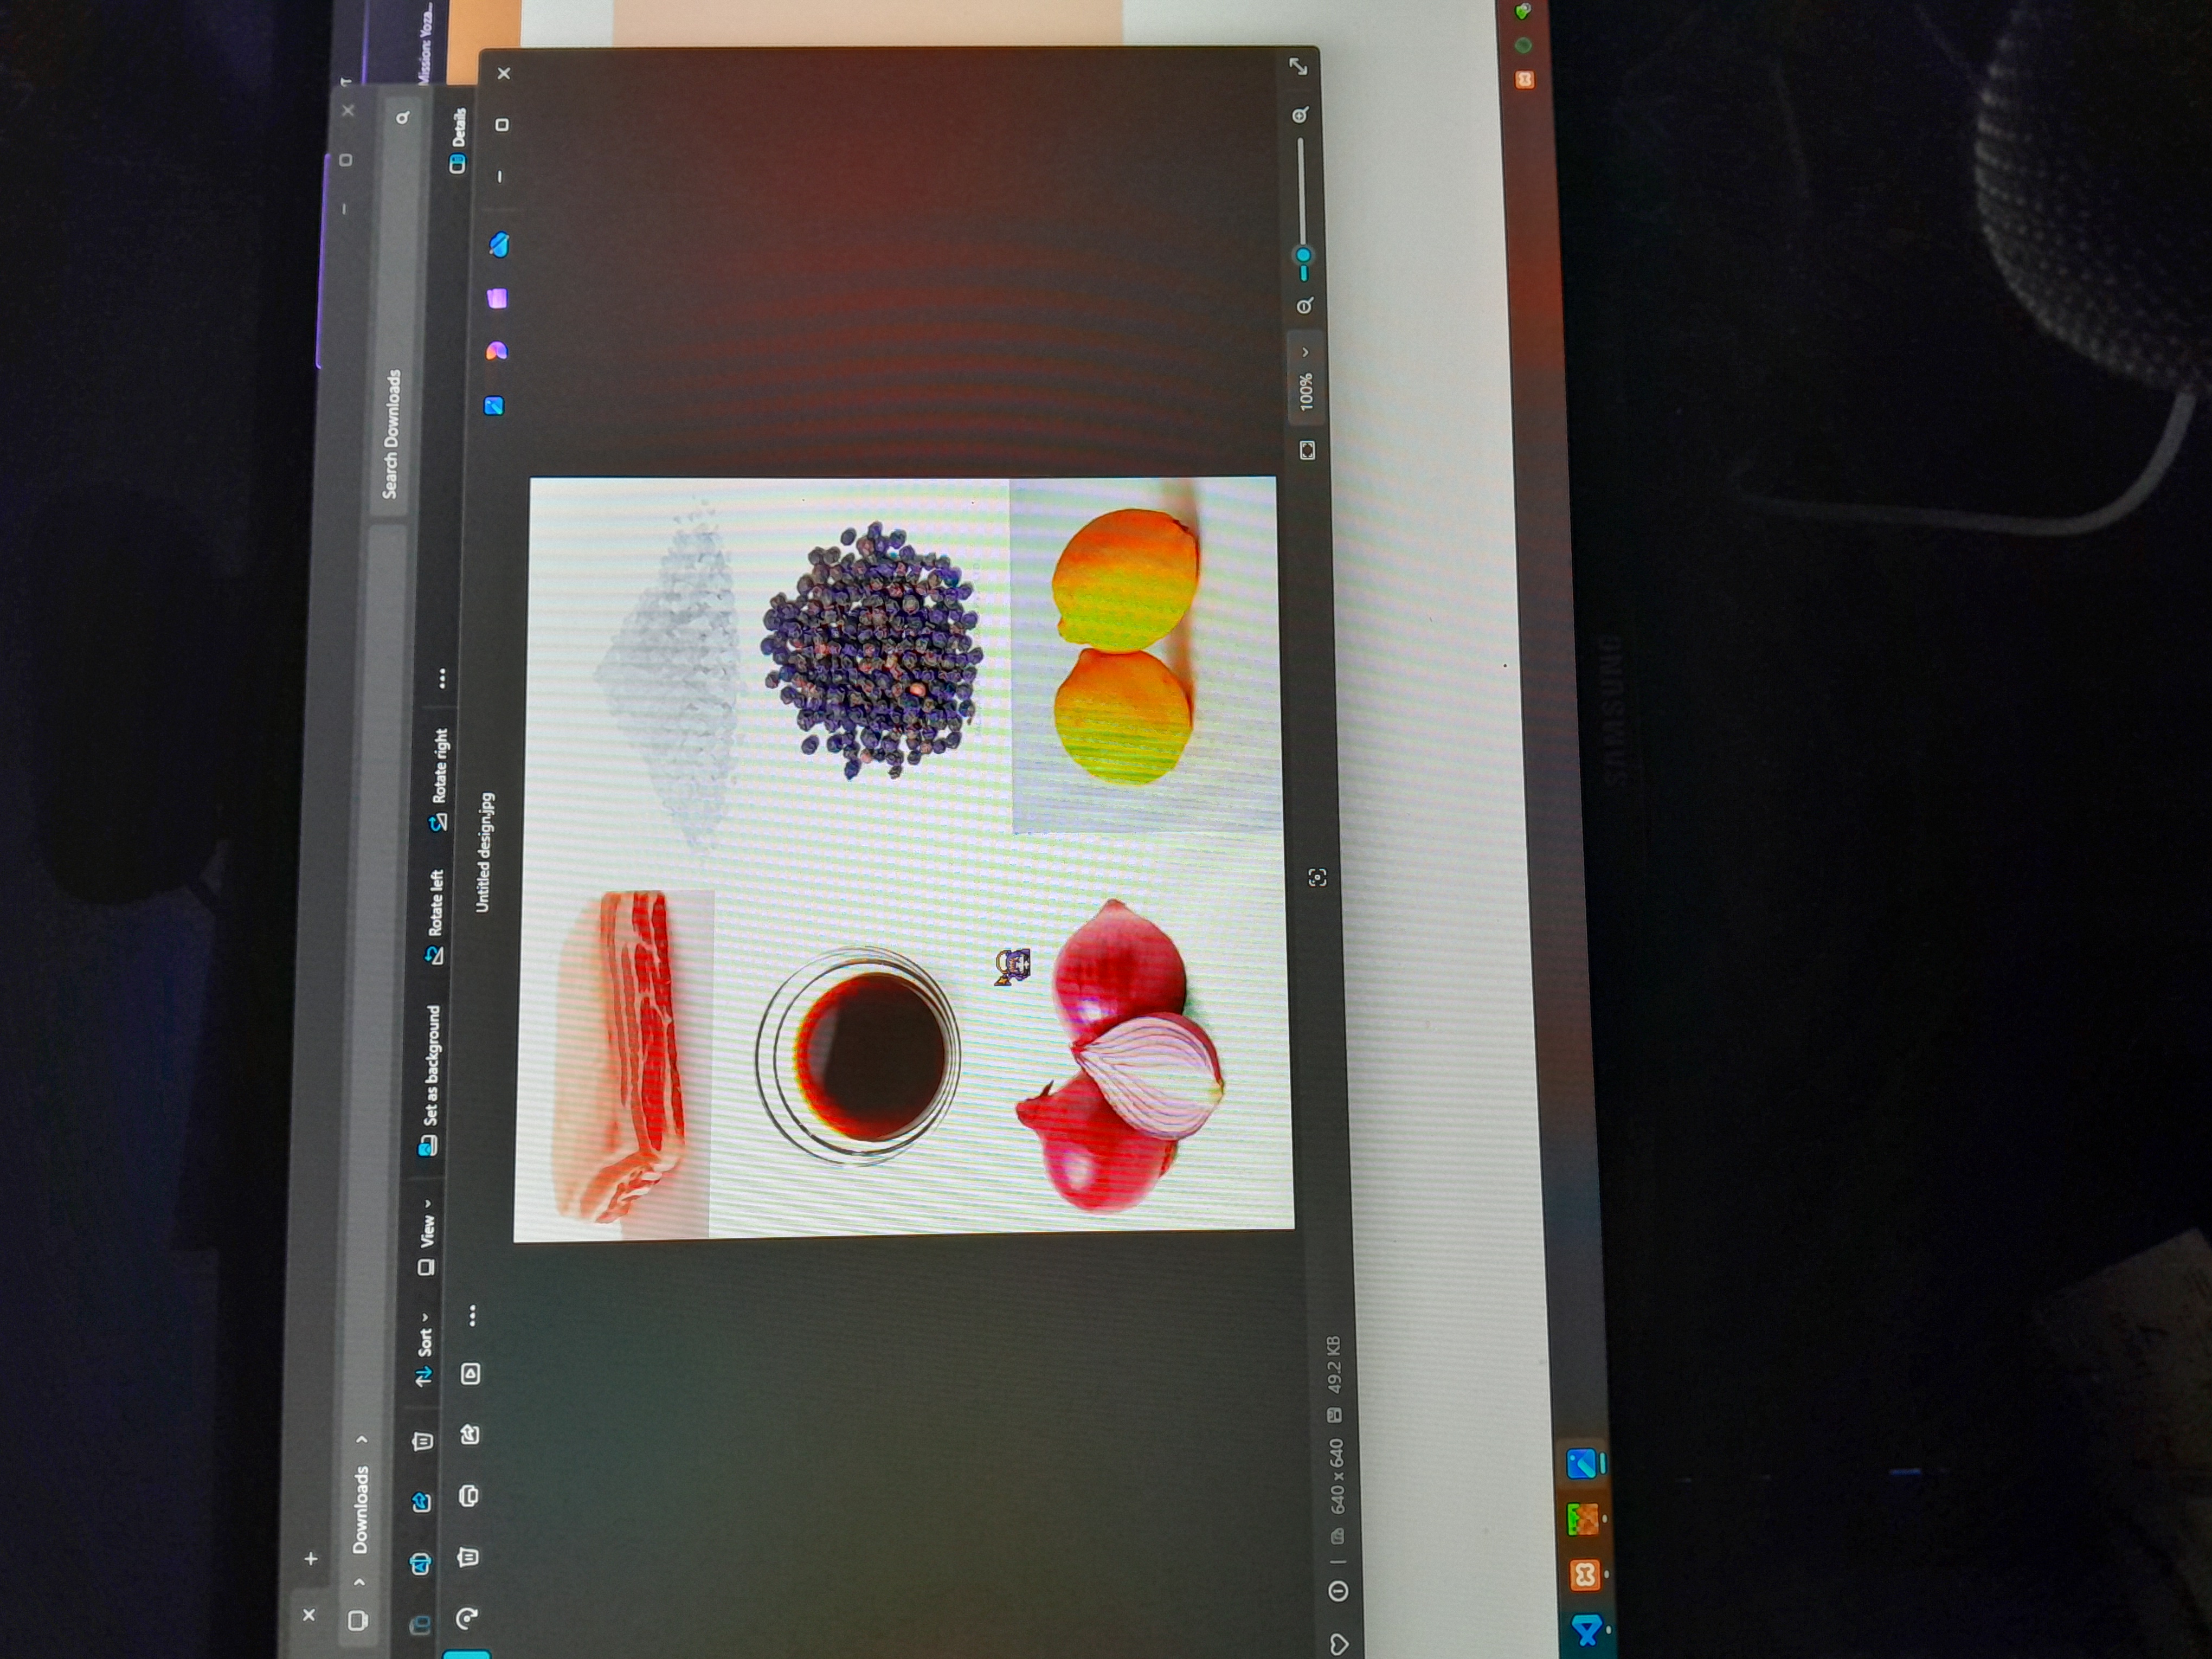 Downloads
Search Downloads
Sort
View
Set as background
Rotate left
Rotate right
Details
Mission: Yoza...
Untitled design.jpg
LTD.
100%
640 x 640
49.2 KB
SAMSUNG